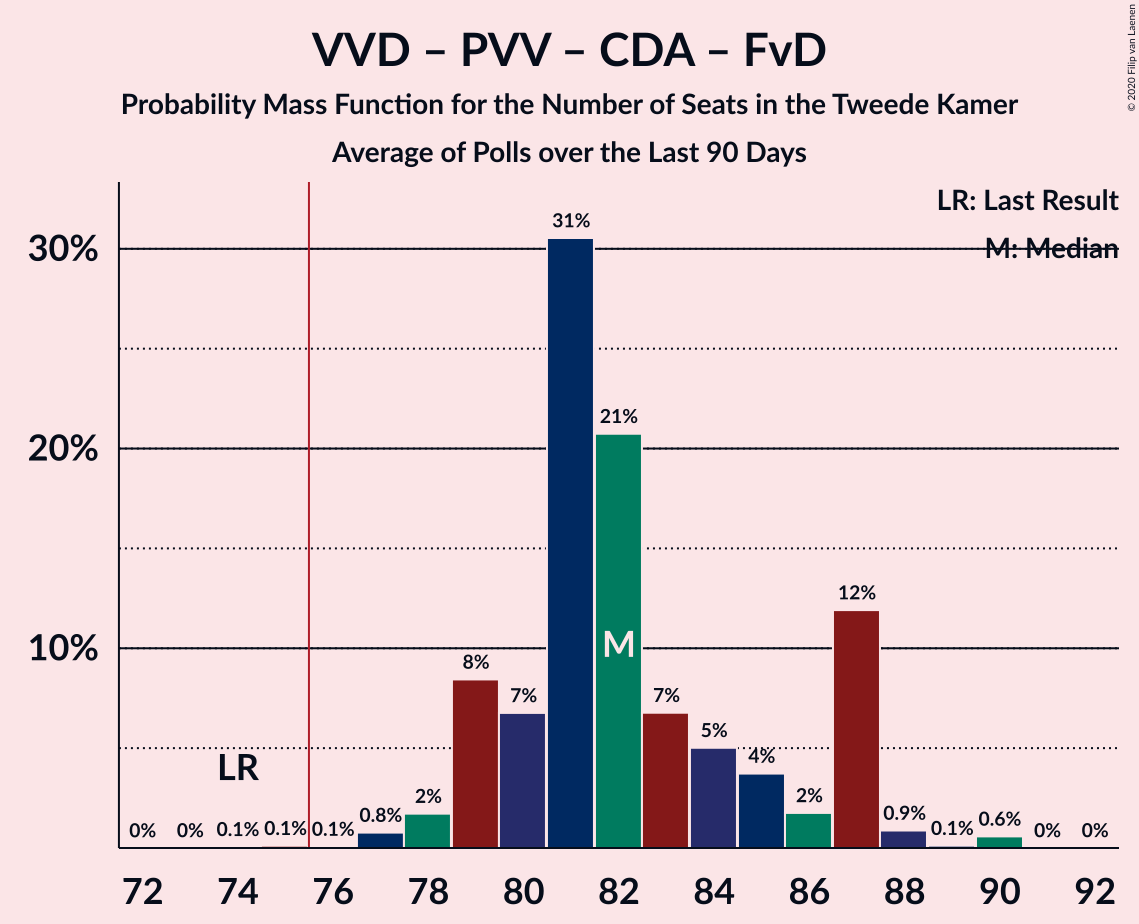 VVD – PVV – CDA – FvD
Probability Mass Function for the Number of Seats in the Tweede Kamer
Average of Polls over the Last 90 Days
© 2020 Filip van Laenen
LR: Last Result
M: Median
30%
20%
10%
31%
21%
12%
8%
7%
7%
5%
4%
2%
2%
0.8%
0.9%
0.6%
0% 0% 0.1% 0.1% 0.1%
0.1%
0% 0%
LR
M
72 74 76 78 80 82 84 86 88 90 92